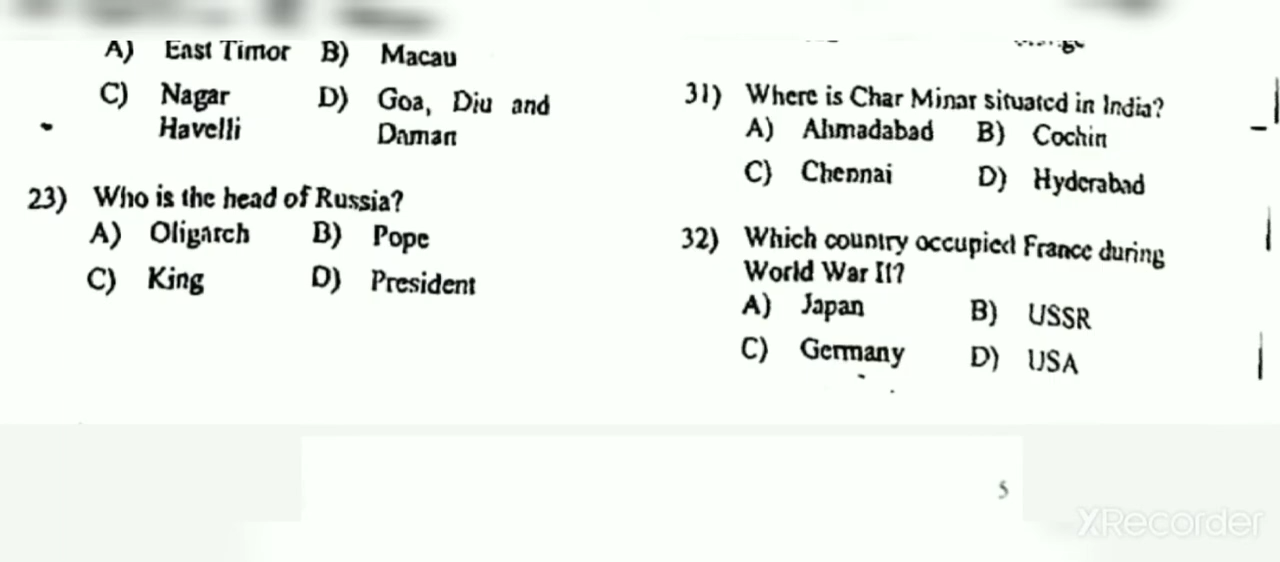 A) East Timor B) Macau
C) Nagar Havelli D) Goa, Diu and Daman
23) Who is the head of Russia?
A) Oligarch B) Pope
C) King D) President
31) Where is Char Minar situated in India?
A) Ahmadabad B) Cochin
C) Chennai D) Hyderabad
32) Which country occupied France during
World War II?
A) Japan B) USSR
C) Germany D) USA
5
XRecorder